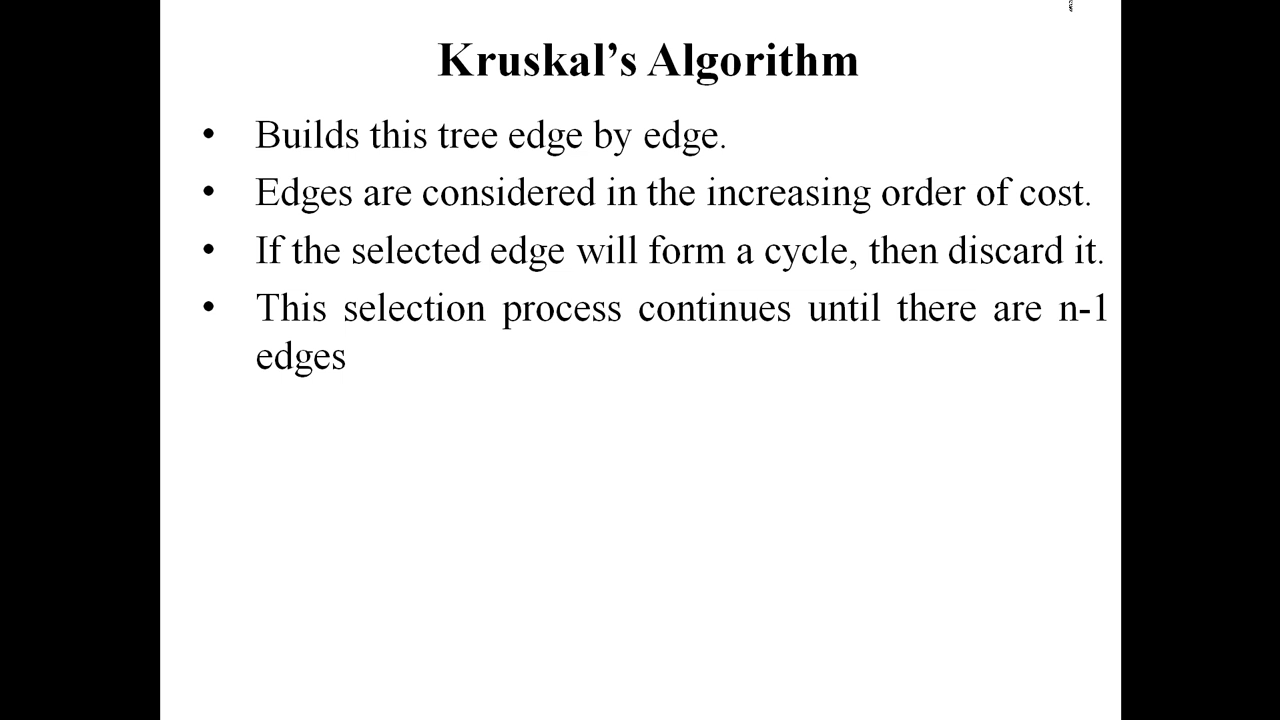 Kruskal’s Algorithm
• Builds this tree edge by edge.
• Edges are considered in the increasing order of cost.
• If the selected edge will form a cycle, then discard it.
• This selection process continues until there are n-1
edges